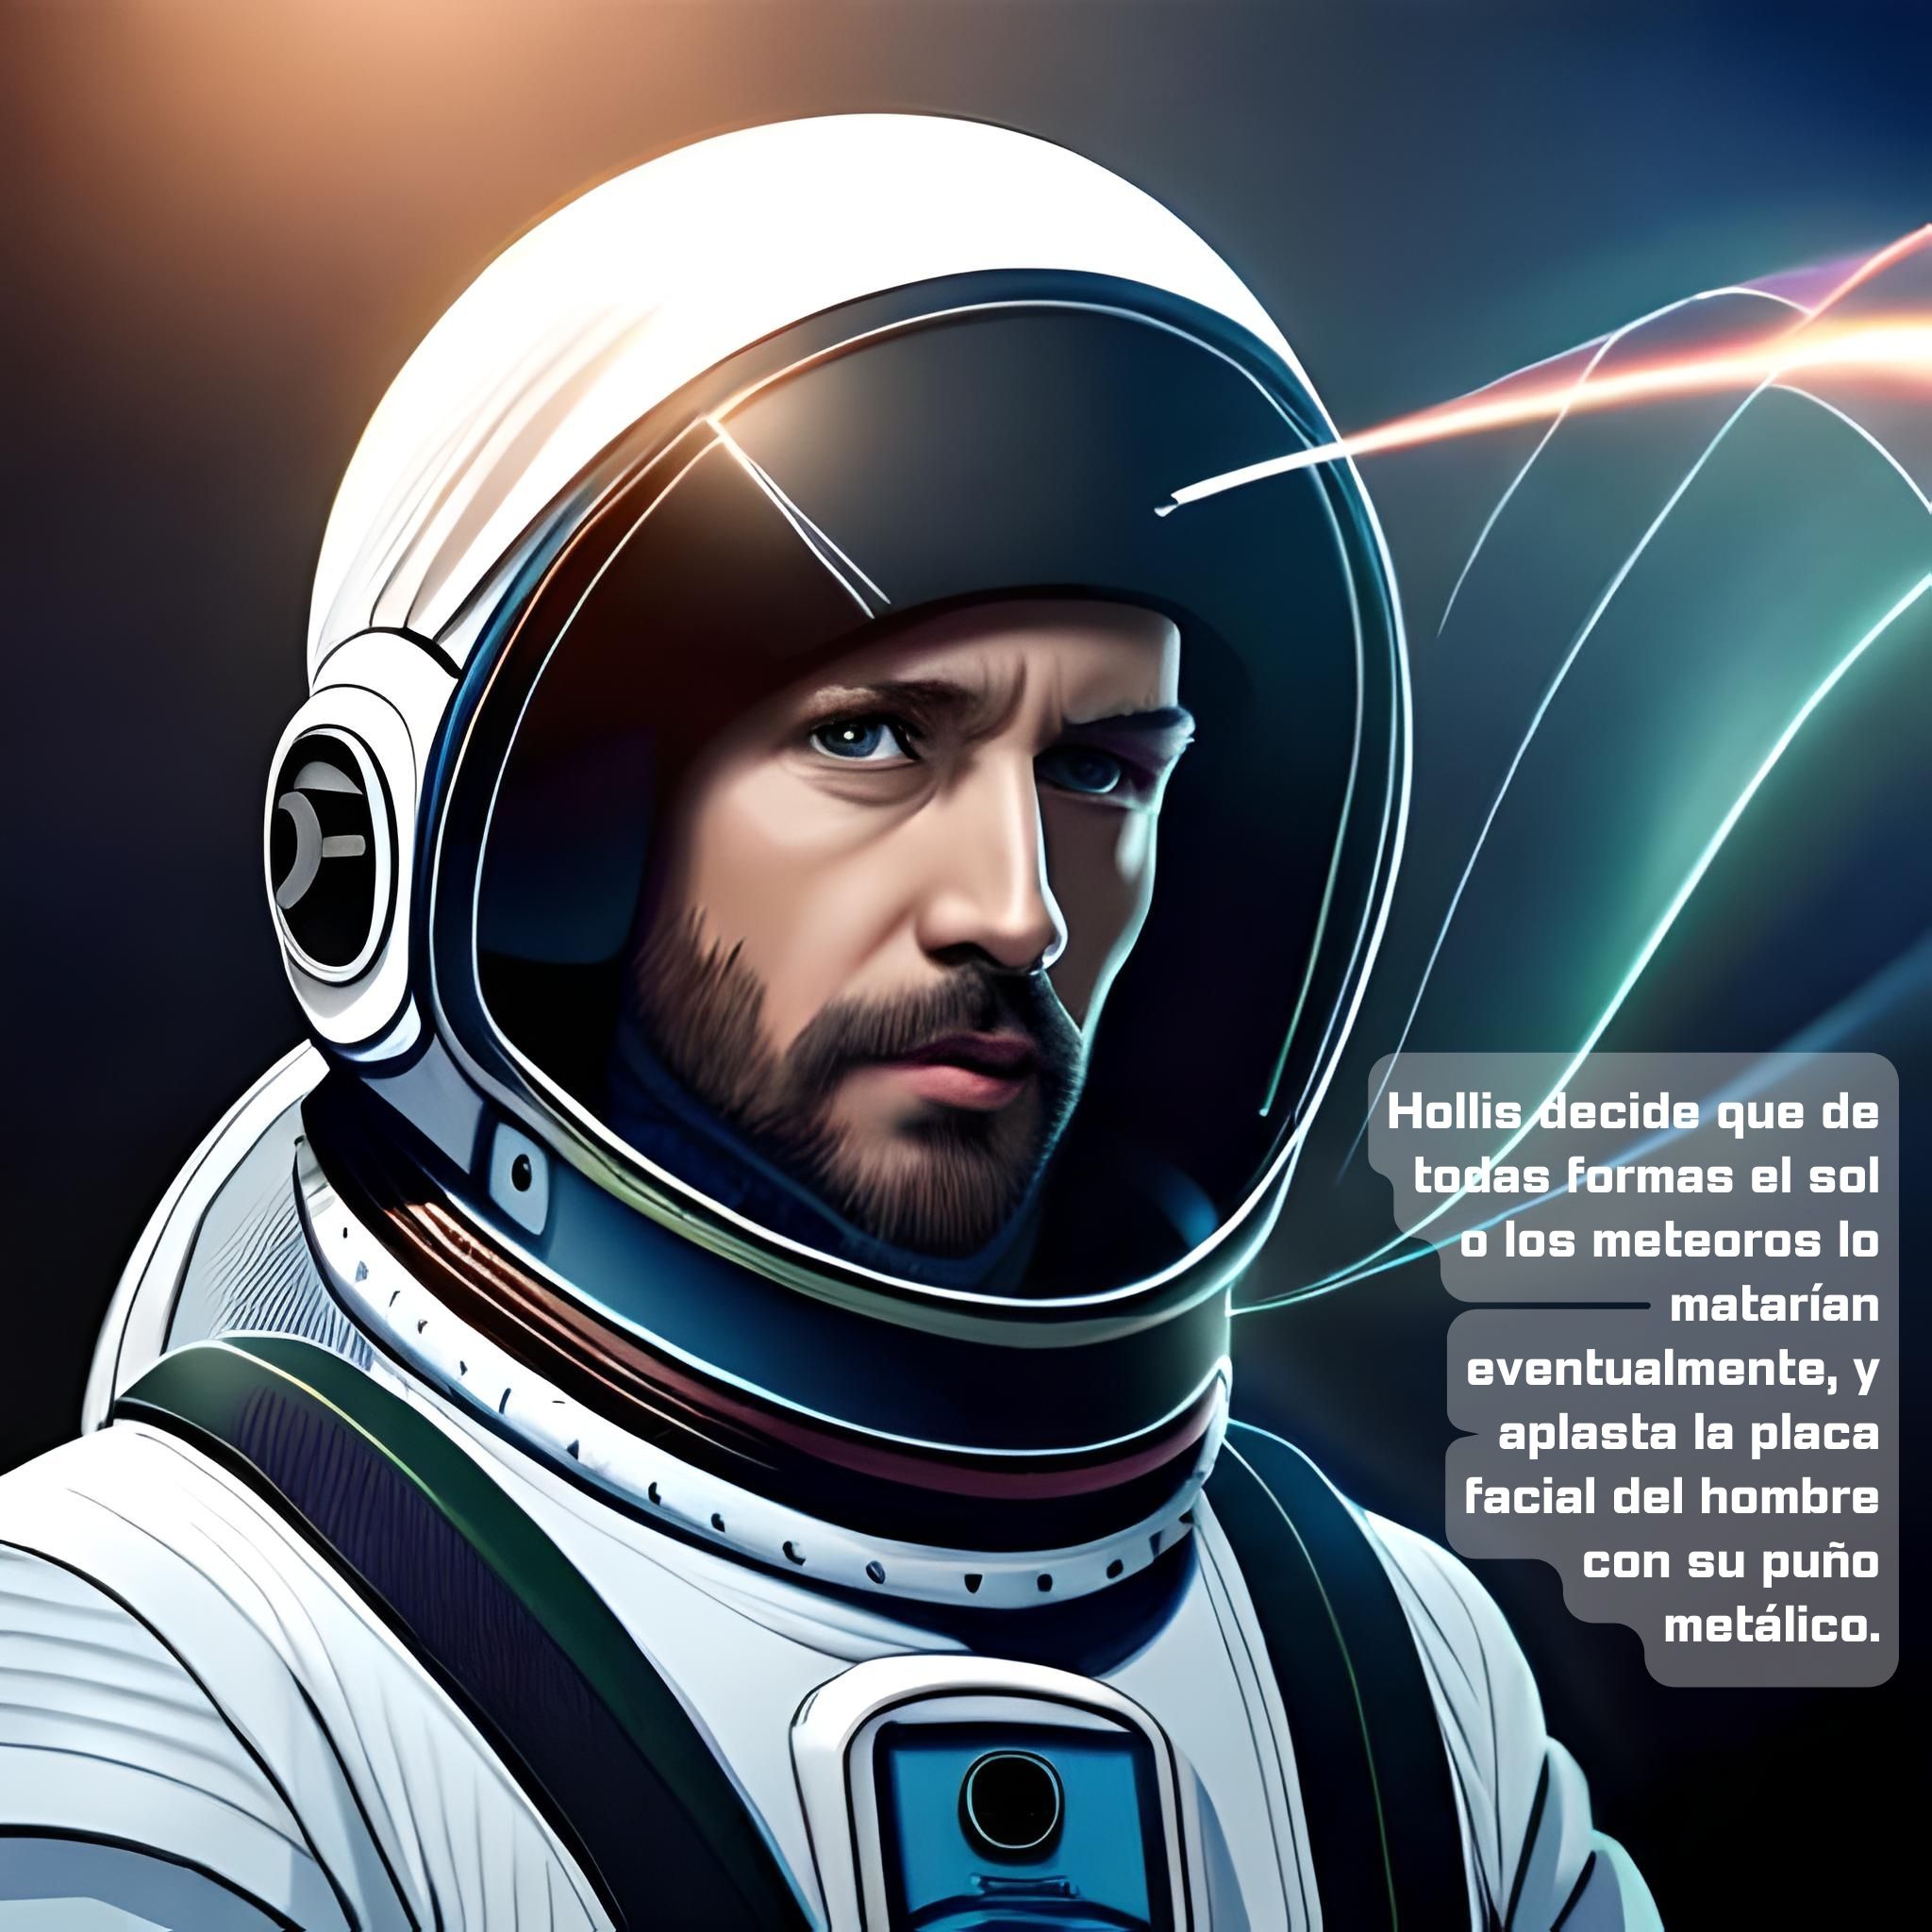 Hollis decide que de
todas formas el sol
o los meteoros lo
matarían
eventualmente, y
aplasta la placa
facial del hombre
con su puño
metálico.